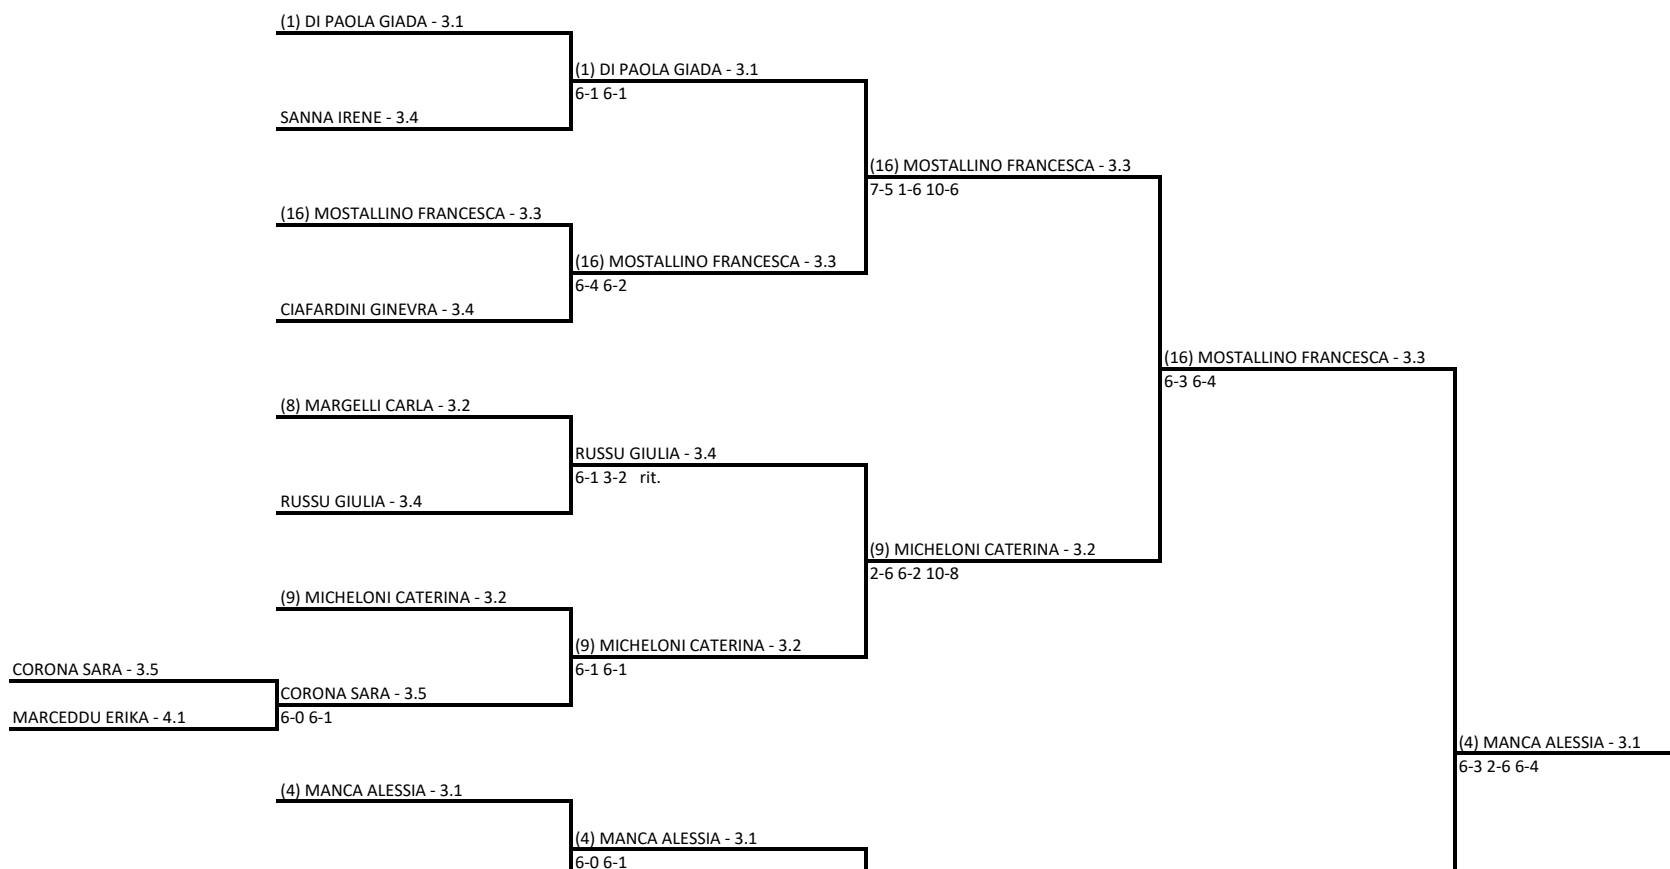 (1) DI PAOLA GIADA - 3.1
(1) DI PAOLA GIADA - 3.1
6-1 6-1
SANNA IRENE - 3.4
(16) MOSTALLINO FRANCESCA - 3.3
7-5 1-6 10-6
(16) MOSTALLINO FRANCESCA - 3.3
(16) MOSTALLINO FRANCESCA - 3.3
6-4 6-2
CIAFARDINI GINEVRA - 3.4
(16) MOSTALLINO FRANCESCA - 3.3
6-3 6-4
(8) MARGELLI CARLA - 3.2
RUSSU GIULIA - 3.4
6-1 3-2 rit.
RUSSU GIULIA - 3.4
(9) MICHELONI CATERINA - 3.2
2-6 6-2 10-8
(9) MICHELONI CATERINA - 3.2
(9) MICHELONI CATERINA - 3.2
6-1 6-1
CORONA SARA - 3.5
CORONA SARA - 3.5
MARCEDDU ERIKA - 4.1
6-0 6-1
(4) MANCA ALESSIA - 3.1
6-3 2-6 6-4
(4) MANCA ALESSIA - 3.1
(4) MANCA ALESSIA - 3.1
6-0 6-1